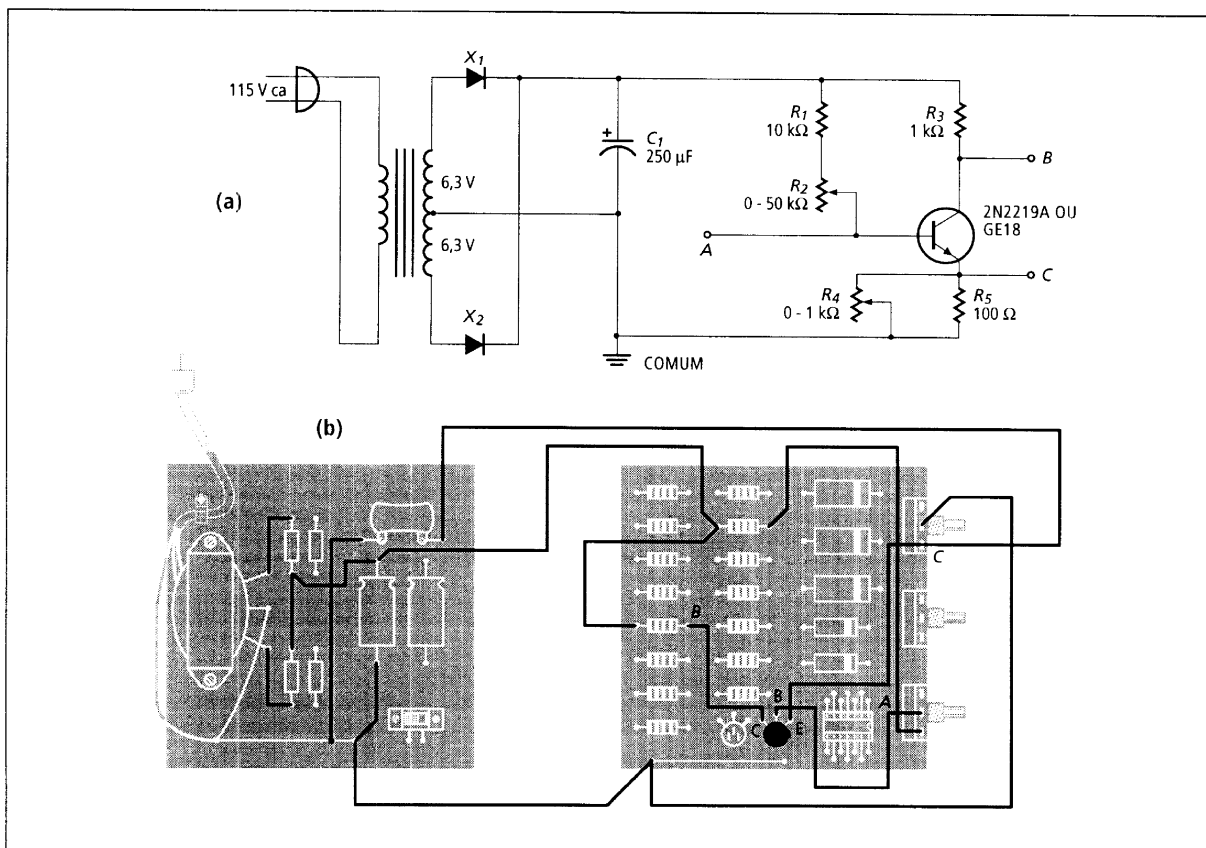 X1
115 V ca
R1
10 kΩ
R3
1 kΩ
+
C1
250 µF
B
6,3 V
(a)
R2
0 - 50 kΩ
2N2219A OU
GE18
A
6,3 V
C
R4
0 - 1 kΩ
R5
100 Ω
X2
COMUM
(b)
C
B
B
A
C
E